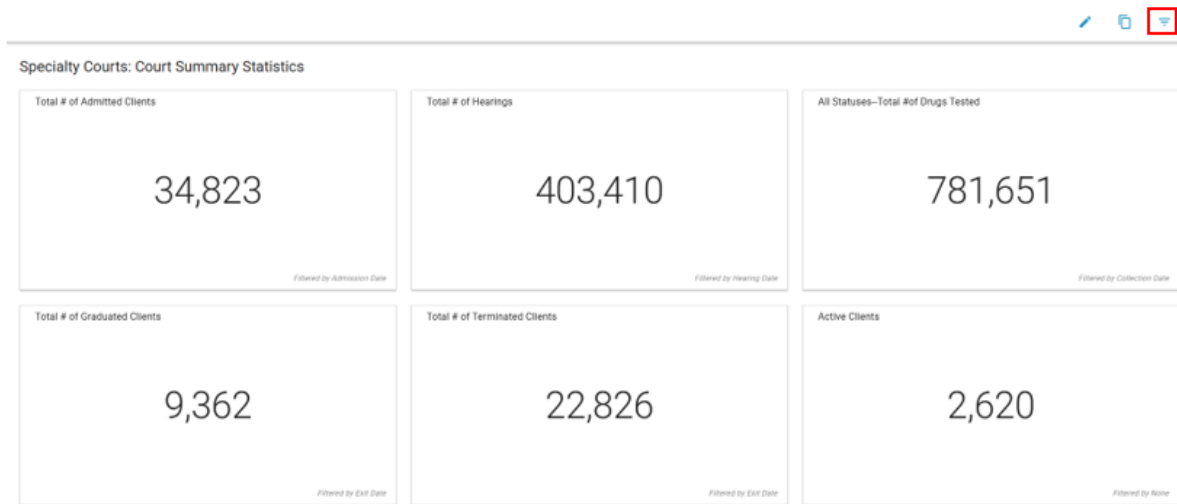 Specialty Courts: Court Summary Statistics
Total # of Admitted Clients
34,823
Filtered by Admission Date
Total # of Hearings
403,410
Filtered by Hearing Date
All Statuses--Total #of Drugs Tested
781,651
Filtered by Collection Date
Total # of Graduated Clients
9,362
Filtered by Exit Date
Total # of Terminated Clients
22,826
Filtered by Exit Date
Active Clients
2,620
Filtered by None